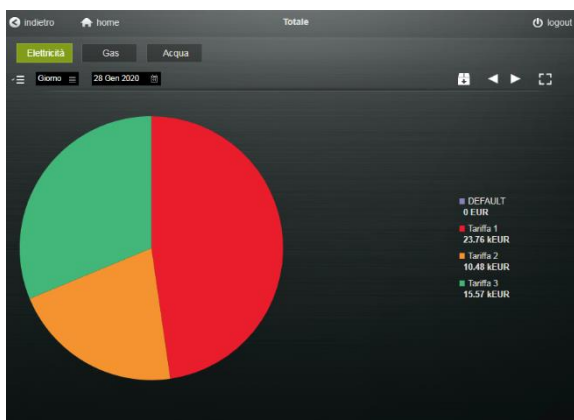 indietro home Totale logout
Elettricità Gas Acqua
Giorno 28 Gen 2020
DEFAULT
0 EUR
Tariffa 1
23.76 kEUR
Tariffa 2
10.48 kEUR
Tariffa 3
15.57 kEUR